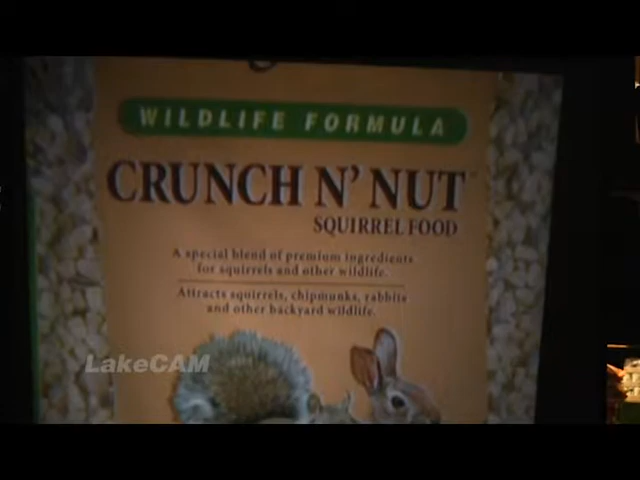 WILDLIFE FORMULA
CRUNCH N' NUT
SQUIRREL FOOD
A special blend of premium ingredients
for squirrels and other wildlife.
Attracts squirrels, chipmunks, rabbits
and other backyard wildlife.
LakeCAM